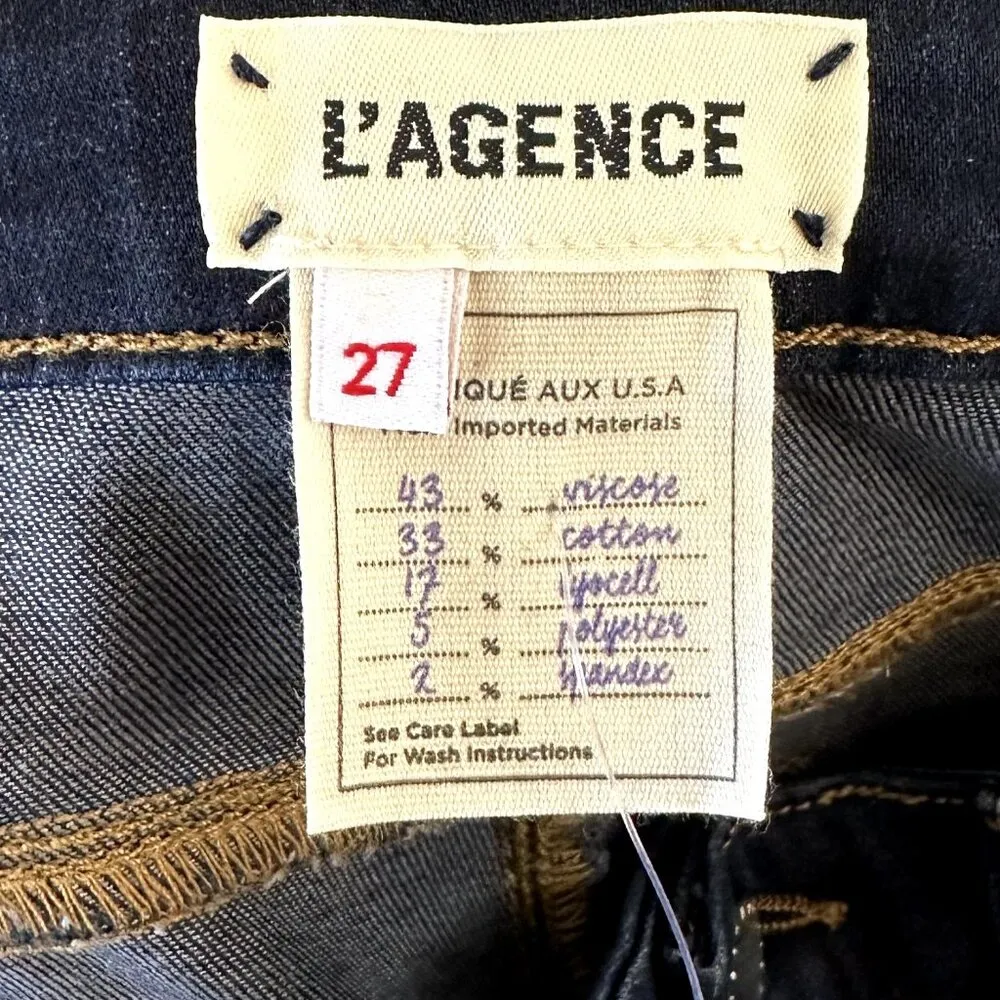 L'AGENCE
27
IQUÉ AUX U.S.A
Imported Materials
43 % viscose
33 % cotton
17 % lyocell
5 % polyester
2 % spandex
See Care Label
For Wash Instructions